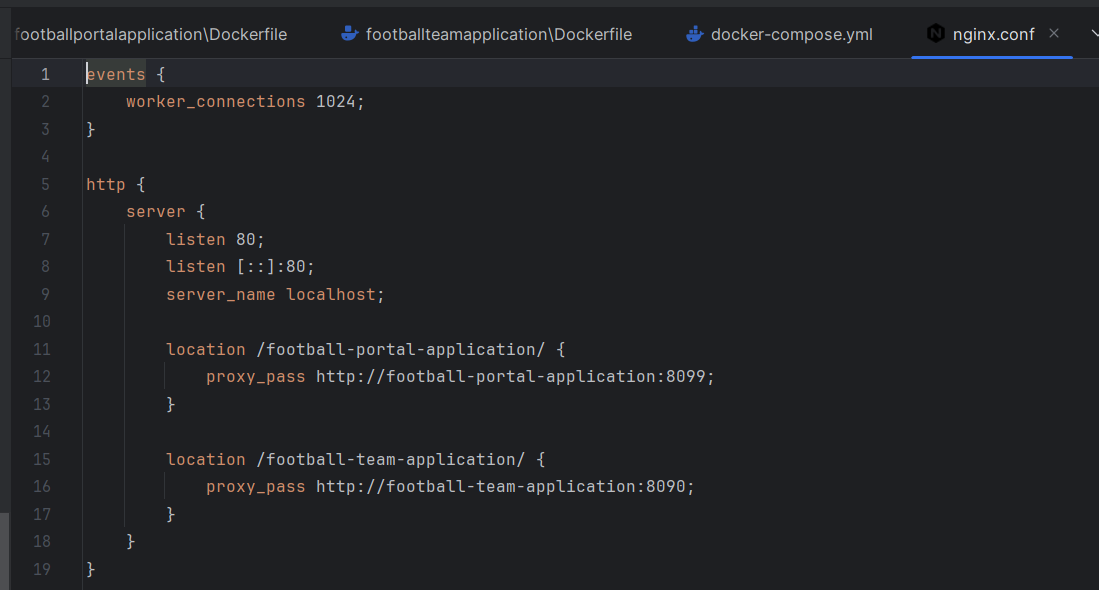 footballportalapplication\Dockerfile footballteamapplication\Dockerfile docker-compose.yml nginx.conf
1 events {
2 worker_connections 1024;
3 }
4
5 http {
6 server {
7 listen 80;
8 listen [::]:80;
9 server_name localhost;
10
11 location /football-portal-application/ {
12 proxy_pass http://football-portal-application:8099;
13 }
14
15 location /football-team-application/ {
16 proxy_pass http://football-team-application:8090;
17 }
18 }
19 }